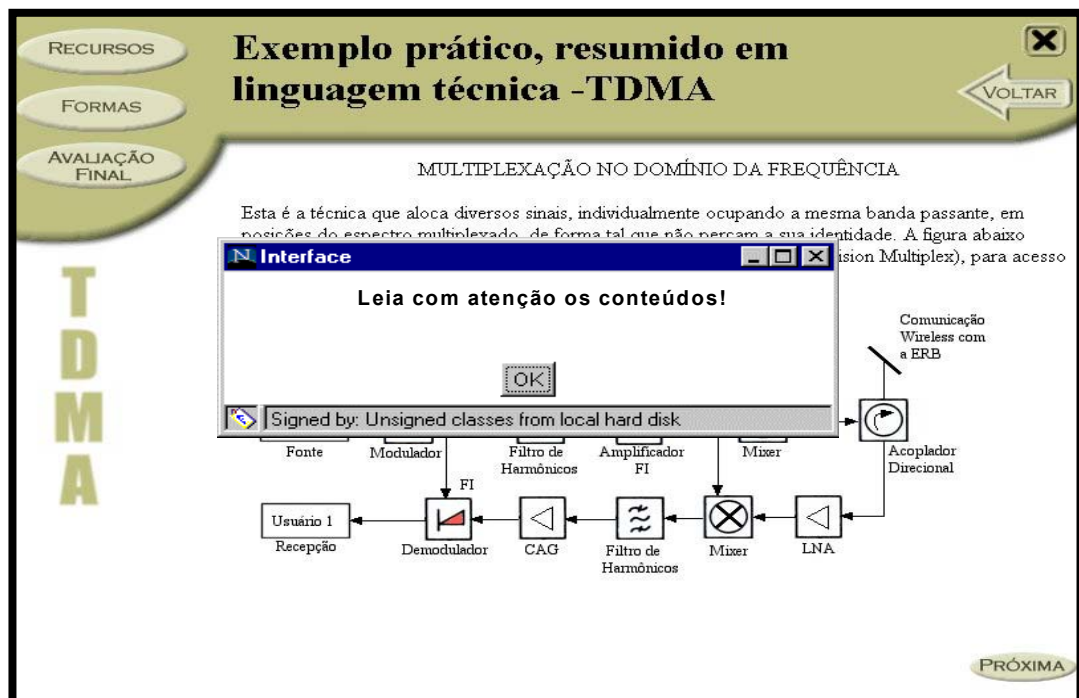 RECURSOS
FORMAS
AVALIAÇÃO
FINAL
Exemplo prático, resumido em
linguagem técnica -TDMA
VOLTAR
TDMA
MULTIPLEXAÇÃO NO DOMÍNIO DA FREQUÊNCIA
Esta é a técnica que aloca diversos sinais, individualmente ocupando a mesma banda passante, em
posições do espectro multiplexado, de forma tal que não percam a sua identidade. A figura abaixo
ision Multiplex), para acesso
Interface
Leia com atenção os conteúdos!
OK
Signed by: Unsigned classes from local hard disk
Comunicação
Wireless com
a ERB
Fonte
Modulador
Filtro de
Harmônicos
Amplificador
FI
Mixer
Acoplador
Direcional
FI
Usuário 1
Recepção
Demodulador
CAG
Filtro de
Harmônicos
Mixer
LNA
PRÓXIMA